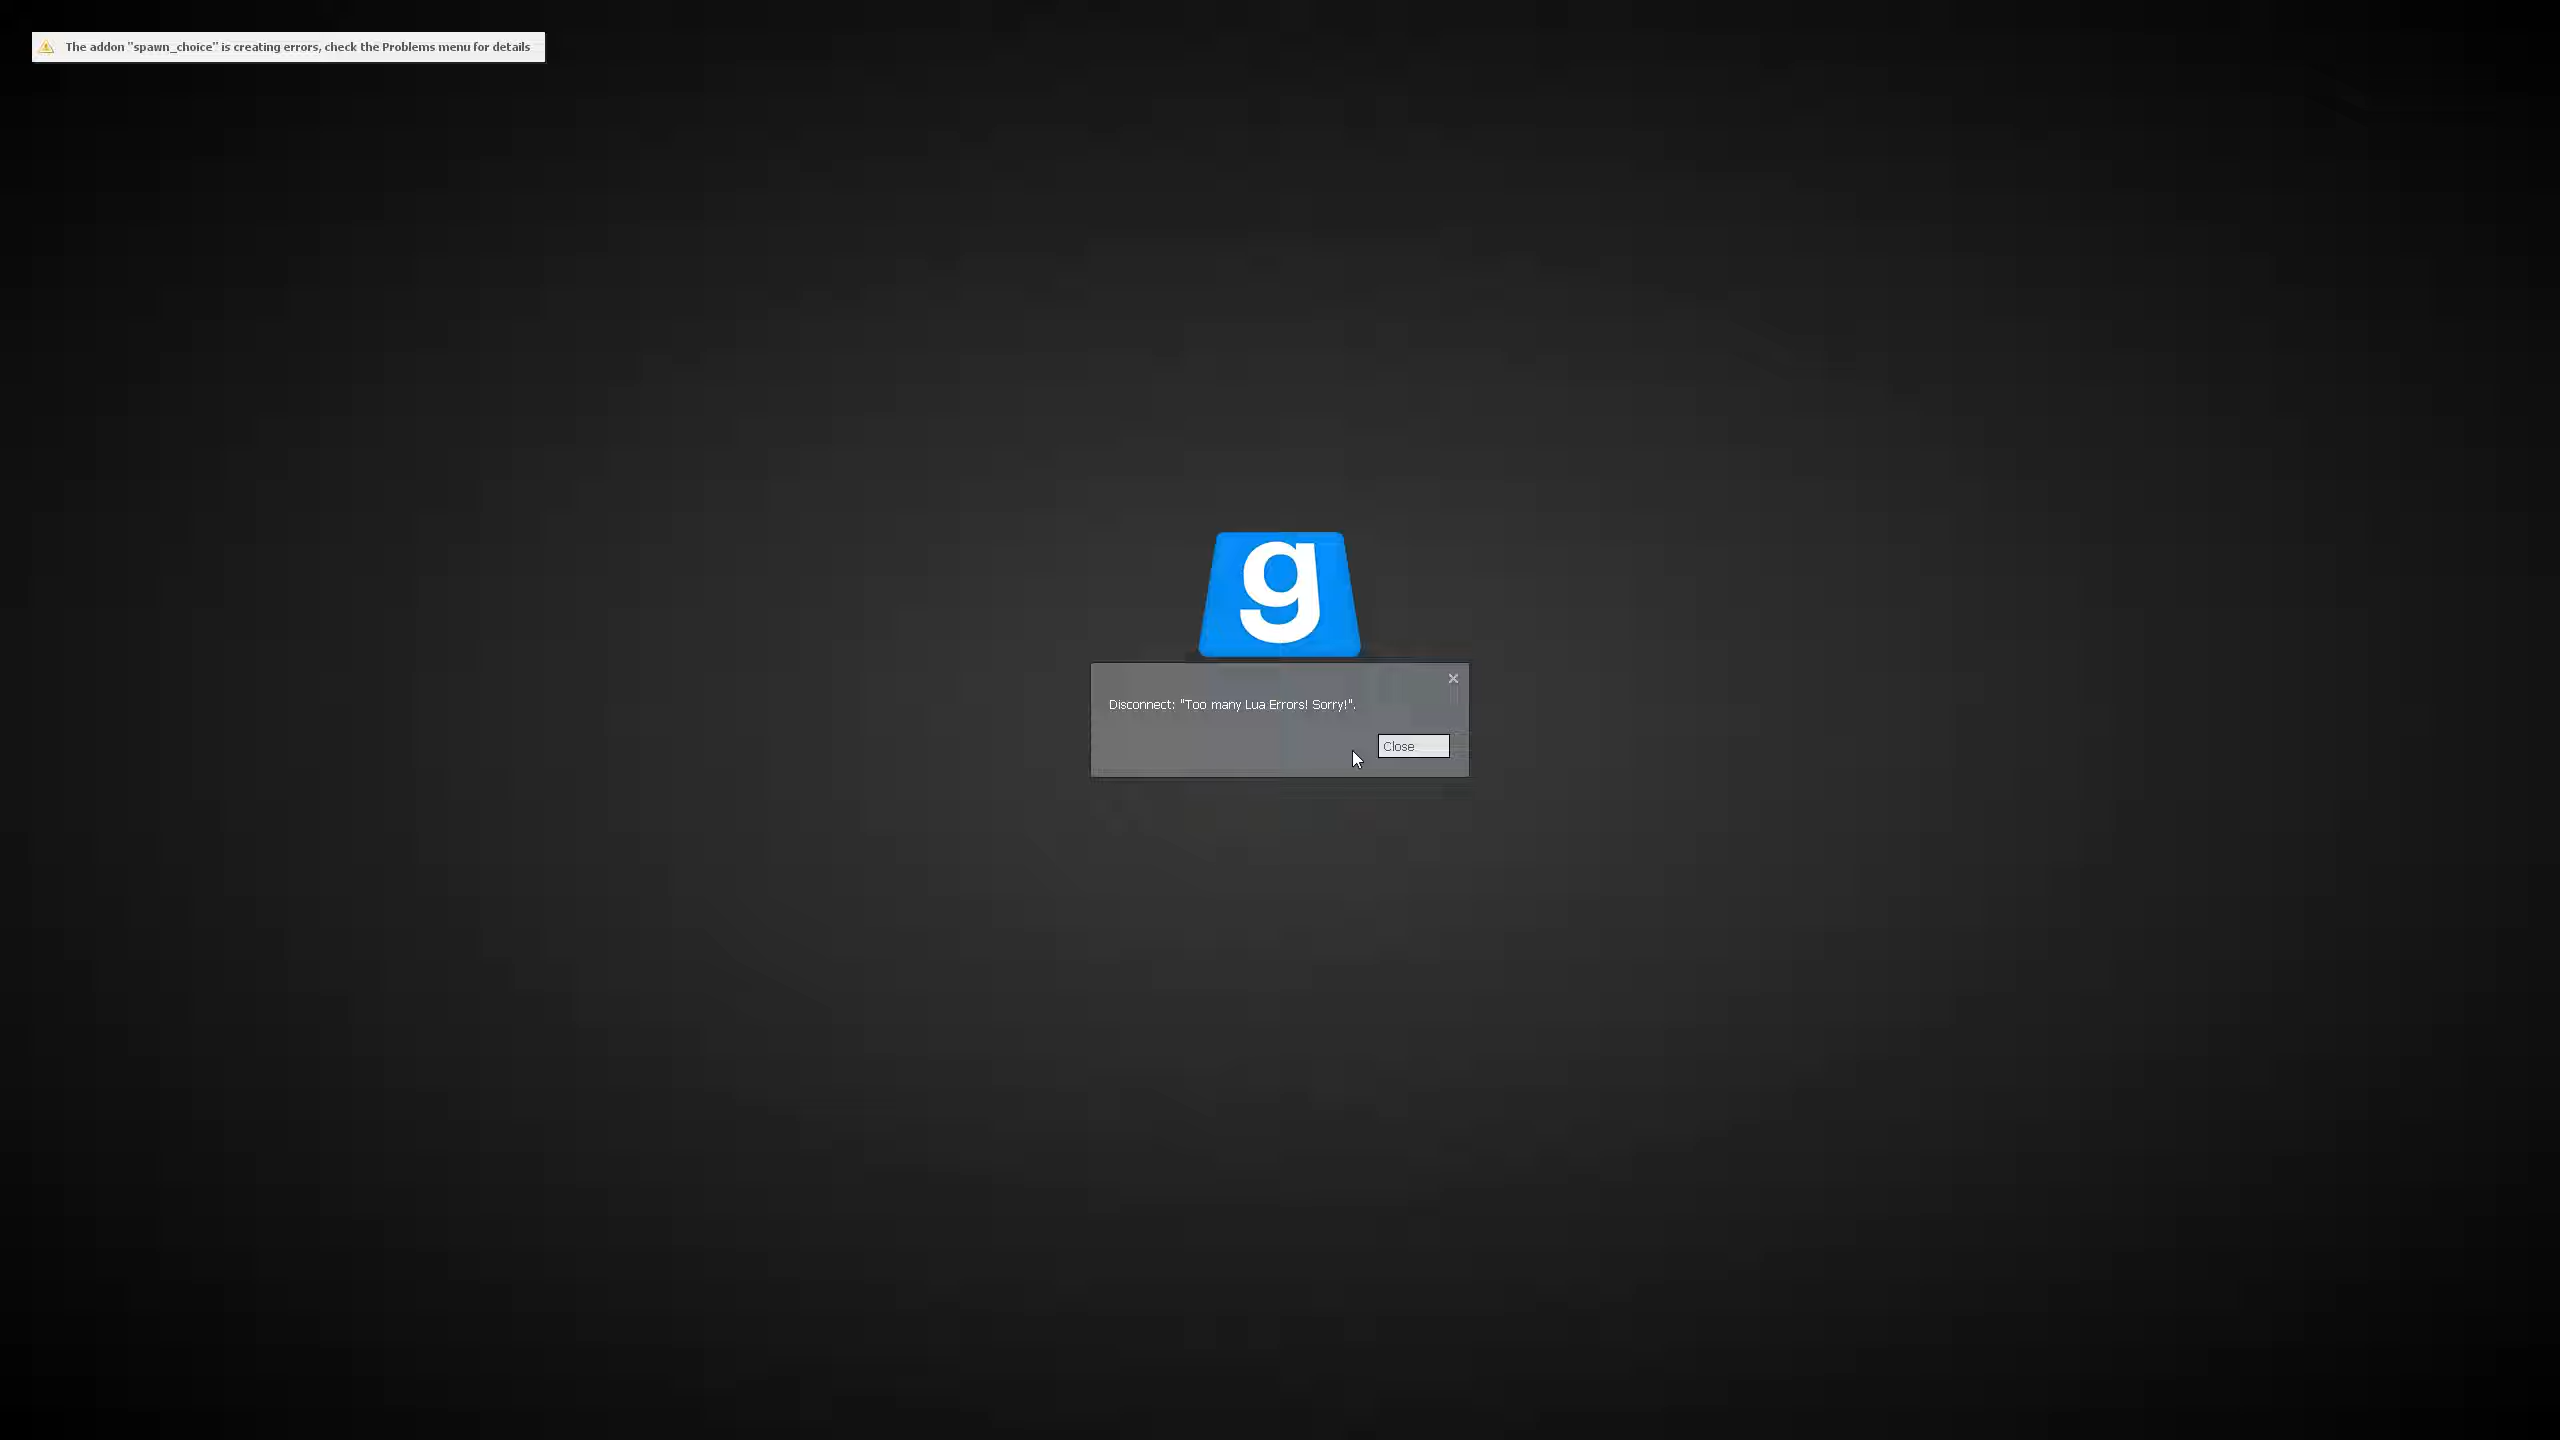 The addon "spawn_choice" is creating errors, check the Problems menu for details
g
Disconnect: "Too many Lua Errors! Sorry!".
Close